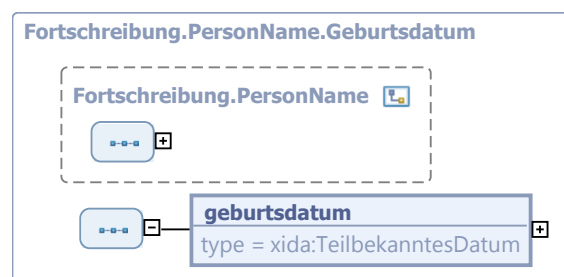 Fortschreibung.PersonName.Geburtsdatum
Fortschreibung.PersonName
geburtsdatum
type = xida:TeilbekanntesDatum